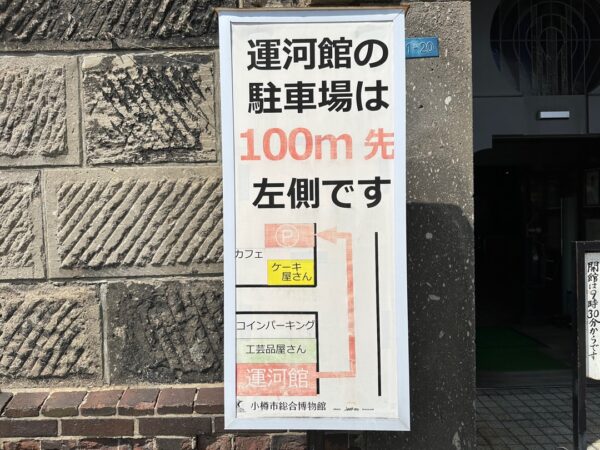 運河館の
駐車場は
100m 先
左側です
P
カフェ
ケーキ
屋さん
コインパーキング
工芸品屋さん
運河館
小樽市総合博物館
1-20
開館は9時30分からです